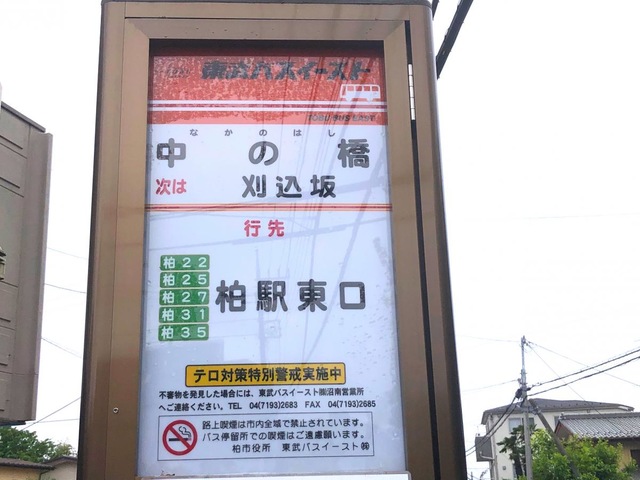 東武バスイースト
TOBU BUS EAST
なかのはし
中の橋
次は 刈込坂
行先
柏22
柏25
柏27
柏31
柏35
柏駅東口
テロ対策特別警戒実施中
不審物を発見した場合には、東武バスイースト㈱沼南営業所
へご連絡ください。TEL 04(7193)2683 FAX 04(7193)2685
路上喫煙は市内全域で禁止されています。
バス停留所での喫煙はご遠慮願います。
柏市役所 東武バスイースト㈱